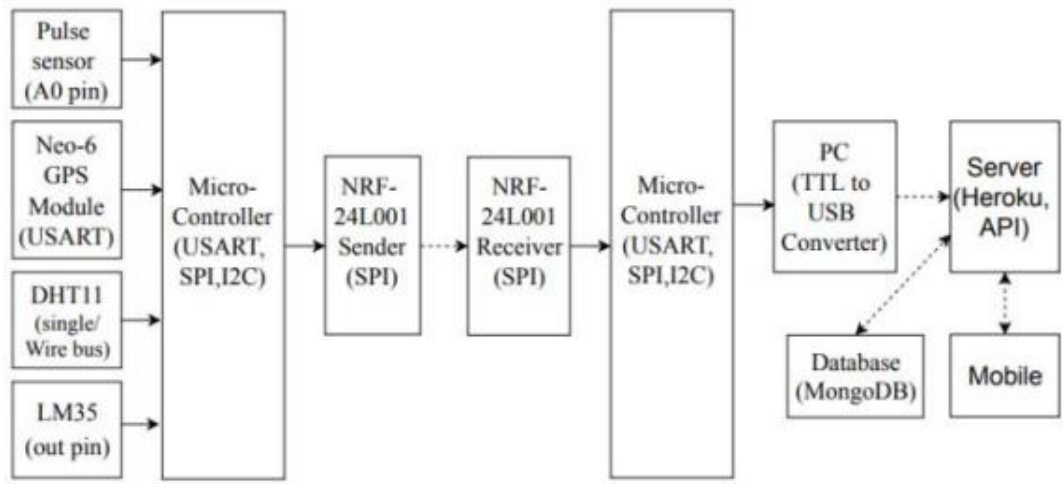 Pulse
sensor
(A0 pin)
Neo-6
GPS
Module
(USART)
DHT11
(single/
Wire bus)
LM35
(out pin)
Micro-
Controller
(USART,
SPI,I2C)
NRF-
24L001
Sender
(SPI)
NRF-
24L001
Receiver
(SPI)
Micro-
Controller
(USART,
SPI,I2C)
PC
(TTL to
USB
Converter)
Server
(Heroku,
API)
Database
(MongoDB)
Mobile